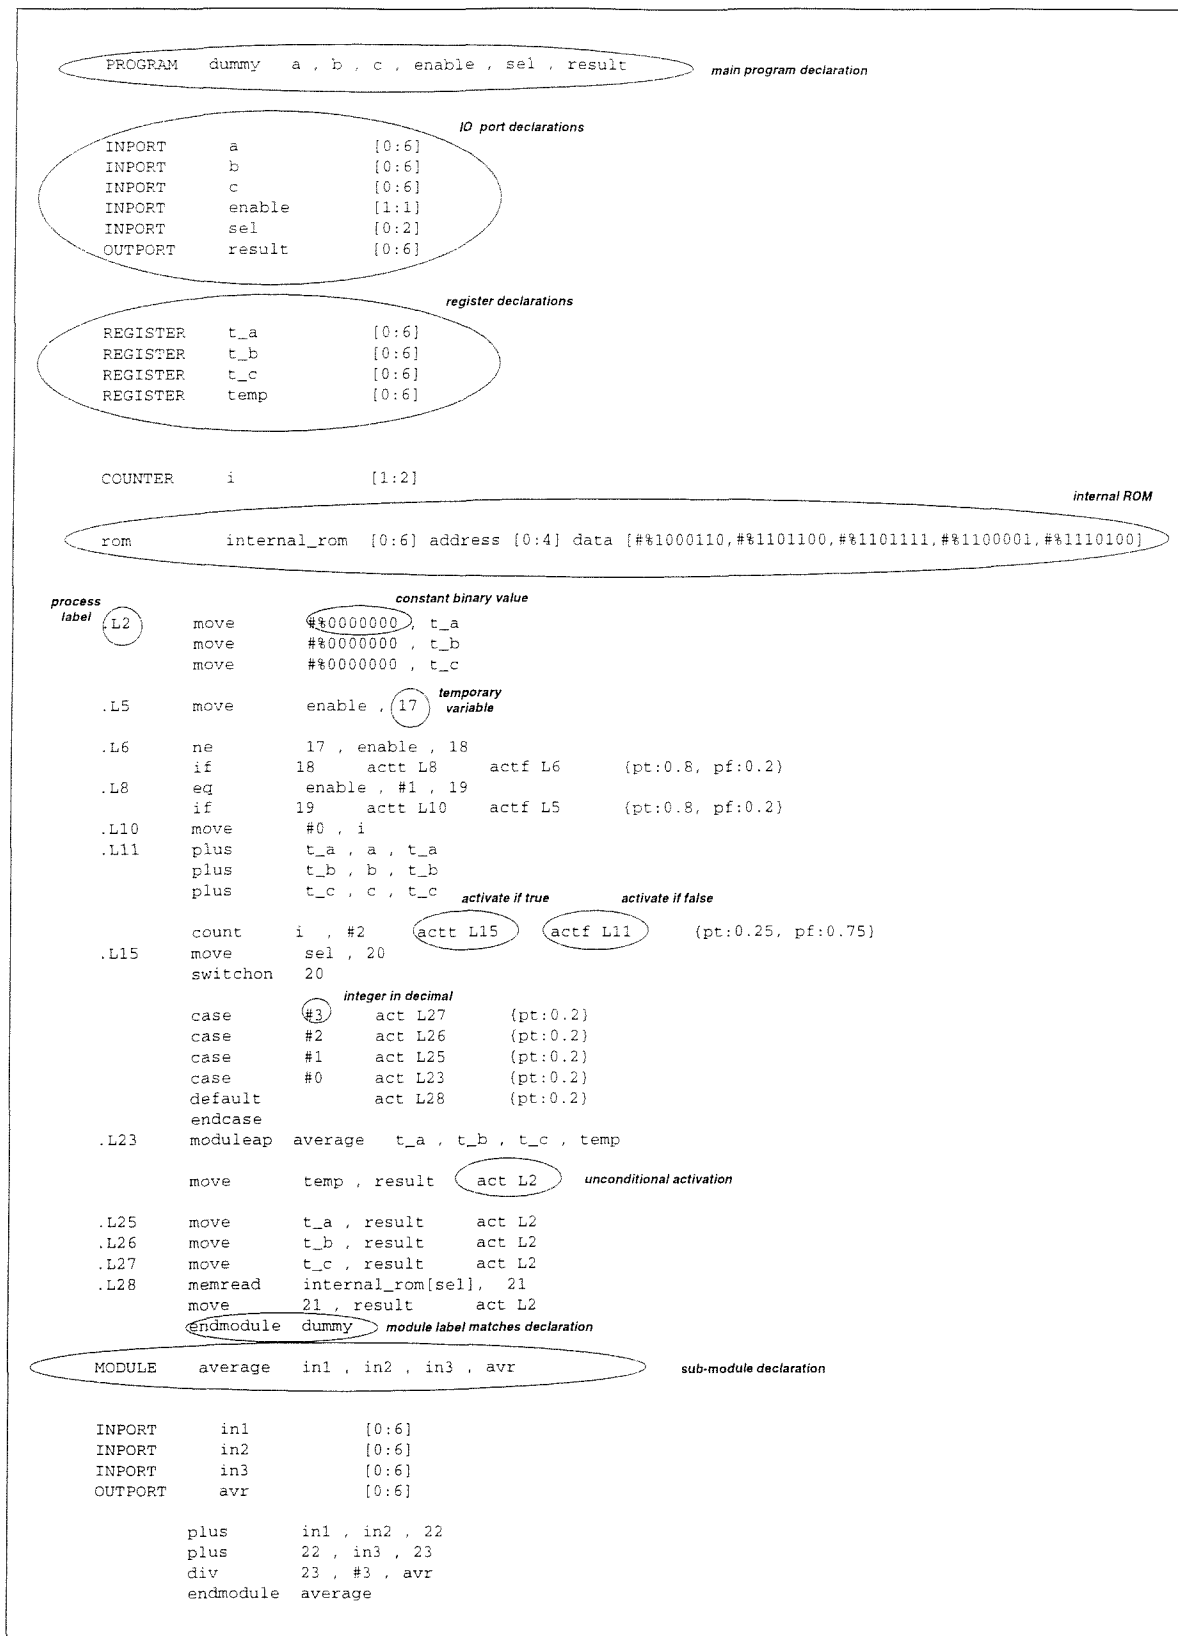 PROGRAM dummy a , b , c , enable , sel , result main program declaration
IO port declarations
INPORT a [0:6]
INPORT b [0:6]
INPORT c [0:6]
INPORT enable [1:1]
INPORT sel [0:2]
OUTPORT result [0:6]
register declarations
REGISTER t_a [0:6]
REGISTER t_b [0:6]
REGISTER t_c [0:6]
REGISTER temp [0:6]
COUNTER i [1:2]
internal ROM
rom internal_rom [0:6] address [0:4] data [#%1000110,#%1101100,#%1101111,#%1100001,#%1110100]
process label constant binary value
.L2 move #%0000000 , t_a
move #%0000000 , t_b
move #%0000000 , t_c
.L5 move enable , 17 temporary variable
.L6 ne 17 , enable , 18
if 18 actt L8 actf L6 {pt:0.8, pf:0.2}
.L8 eq enable , #1 , 19
if 19 actt L10 actf L5 {pt:0.8, pf:0.2}
.L10 move #0 , i
.L11 plus t_a , a , t_a
plus t_b , b , t_b
plus t_c , c , t_c
activate if true activate if false
count i , #2 actt L15 actf L11 {pt:0.25, pf:0.75}
.L15 move sel , 20
switchon 20
integer in decimal
case #3 act L27 {pt:0.2}
case #2 act L26 {pt:0.2}
case #1 act L25 {pt:0.2}
case #0 act L23 {pt:0.2}
default act L28 {pt:0.2}
endcase
.L23 moduleap average t_a , t_b , t_c , temp
move temp , result act L2 unconditional activation
.L25 move t_a , result act L2
.L26 move t_b , result act L2
.L27 move t_c , result act L2
.L28 memread internal_rom[sel], 21
move 21 , result act L2
endmodule dummy module label matches declaration
MODULE average in1 , in2 , in3 , avr sub-module declaration
INPORT in1 [0:6]
INPORT in2 [0:6]
INPORT in3 [0:6]
OUTPORT avr [0:6]
plus in1 , in2 , 22
plus 22 , in3 , 23
div 23 , #3 , avr
endmodule average